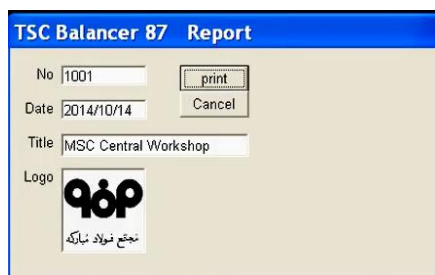 TSC Balancer 87 Report
No 1001 print
Date 2014/10/14 Cancel
Title MSC Central Workshop
Logo
مجتمع فولاد مبارکه